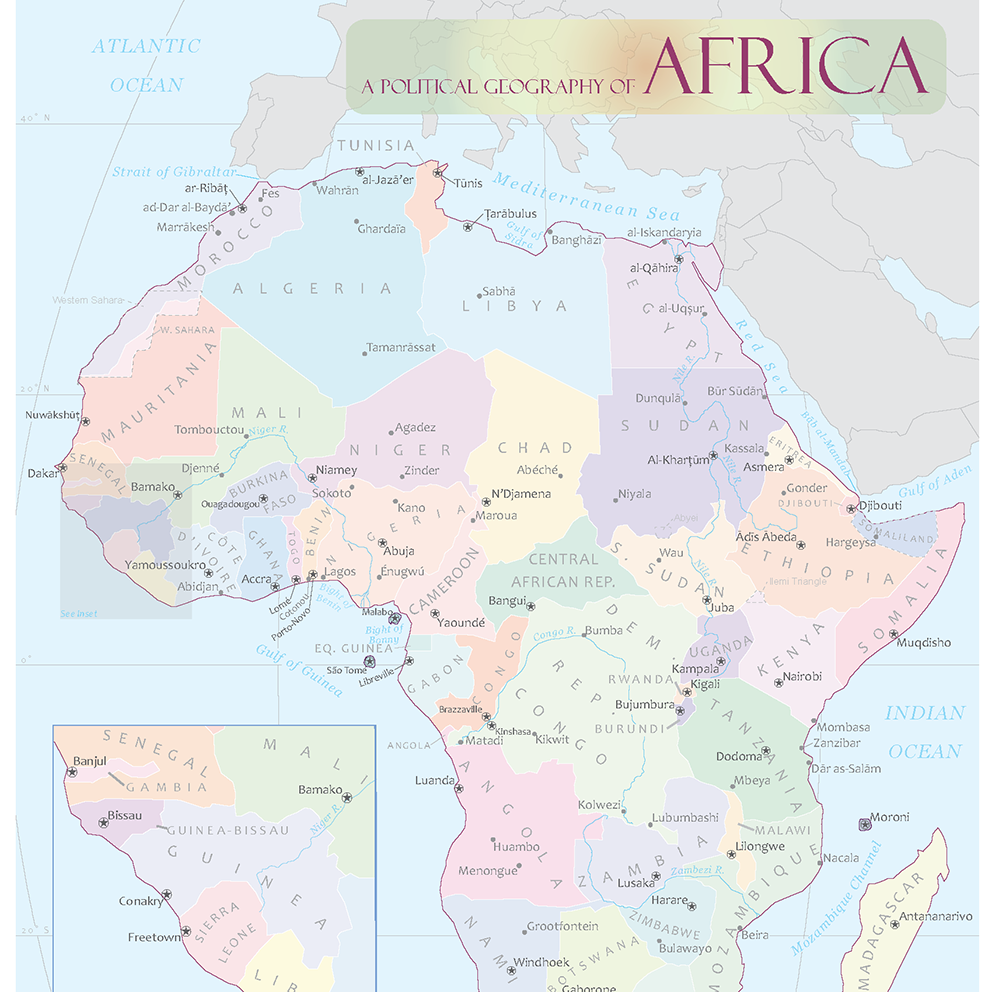 A POLITICAL GEOGRAPHY OF AFRICA
ATLANTIC
OCEAN
40° N
TUNISIA
Strait of Gibraltar
al-Jazā'er
Tūnis
Mediterranean Sea
ar-Ribāṭ
Fes
Wahrān
ad-Dar al-Bayḍā'
Marrākesh
MOROCCO
Ghardaïa
Ṭarābulus
Gulf of
Sidra
Banghāzi
al-Iskandaryia
al-Qāhira
EGYPT
al-Uqṣur
Nile R.
Red Sea
ALGERIA
Sabhā
LIBYA
Western Sahara
W. SAHARA
Tamanrāssat
20° N
MAURITANIA
Nuwākshūṭ
MALI
Tombouctou
Niger R.
NIGER
Agadez
Zinder
CHAD
Abéché
N'Djamena
Dunqulā
Būr Sūdān
SUDAN
Al-Kharṭūm
Nile R.
Kassala
ERITREA
Asmera
Bāb al-Mandab
Gulf of Aden
Dakar
SENEGAL
Djenné
Bamako
Niamey
Sokoto
BURKINA
FASO
Ouagadougou
Kano
Maroua
Niyala
Abyei
Gonder
DJIBOUTI
Djibouti
Ādīs Ābeda
Hargeysa
SOMALILAND
ETHIOPIA
Ilemi Triangle
CÔTE
D'IVOIRE
GHANA
TOGO
BENIN
NIGERIA
Abuja
Yamoussoukro
Abidjan
Accra
Lagos
Énugwú
Lomé
Cotonou
Porto-Novo
Bight of
Benin
Malabo
CAMEROON
Yaoundé
CENTRAL
AFRICAN REP.
Bangui
S. SUDAN
Wau
Nile R.
Juba
See Inset
Bight of
Bonny
EQ. GUINEA
Gulf of Guinea
São Tome
Libreville
0°
GABON
CONGO
Congo R.
Bumba
DEM. REP. CONGO
UGANDA
Kampala
KENYA
Nairobi
SOMALIA
Muqdisho
RWANDA
Kigali
Bujumbura
BURUNDI
Brazzaville
Kinshasa
Kikwit
ANGOLA
Matadi
TANZANIA
Dodoma
Mbeya
Mombasa
Zanzibar
Dār as-Salām
INDIAN
OCEAN
Luanda
ANGOLA
Huambo
Menongue
Kolwezi
Lubumbashi
ZAMBIA
Lusaka
Zambezi R.
MALAWI
Lilongwe
Moroni
Nacala
MOZAMBIQUE
Mozambique Channel
Harare
ZIMBABWE
Bulawayo
Beira
MADAGASCAR
Antananarivo
20° S
NAMI
Grootfontein
Windhoek
BOTSWANA
Gaborone
SENEGAL
MALI
Banjul
GAMBIA
Bamako
Bissau
GUINEA-BISSAU
Niger R.
GUINEA
Conakry
Freetown
SIERRA
LEONE
LIB